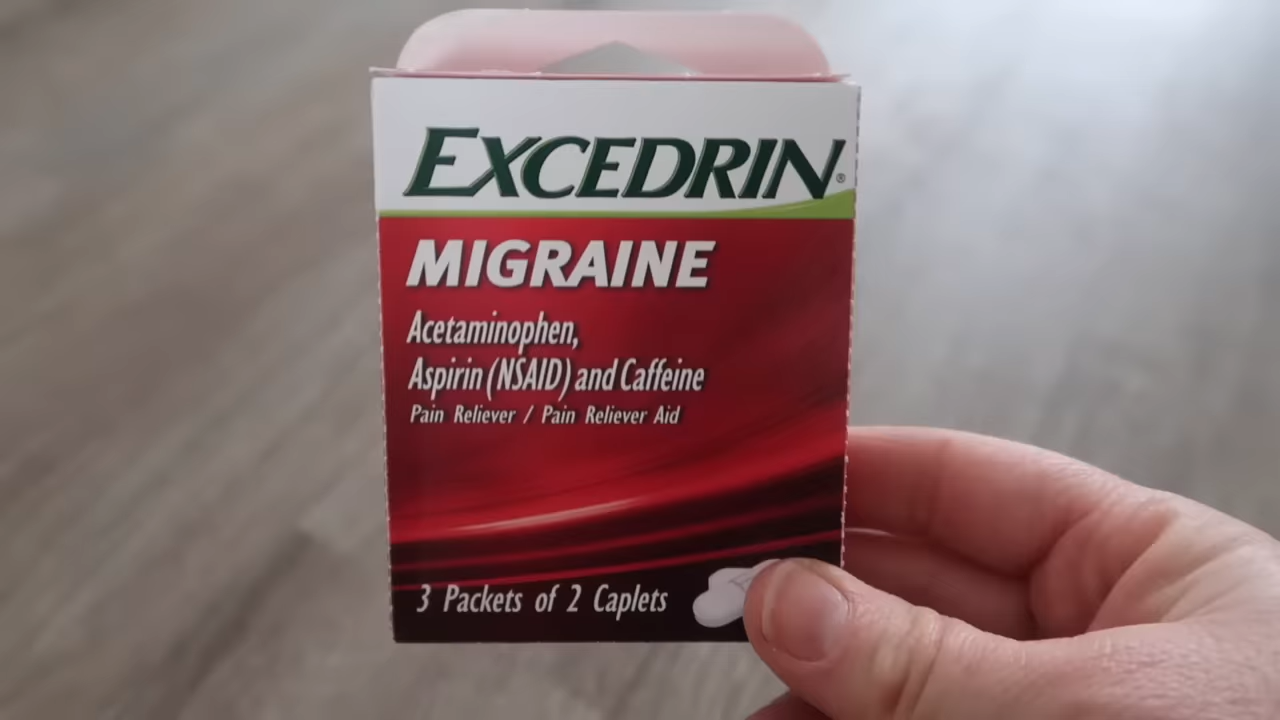 EXCEDRIN®
MIGRAINE
Acetaminophen,
Aspirin (NSAID) and Caffeine
Pain Reliever / Pain Reliever Aid
3 Packets of 2 Caplets